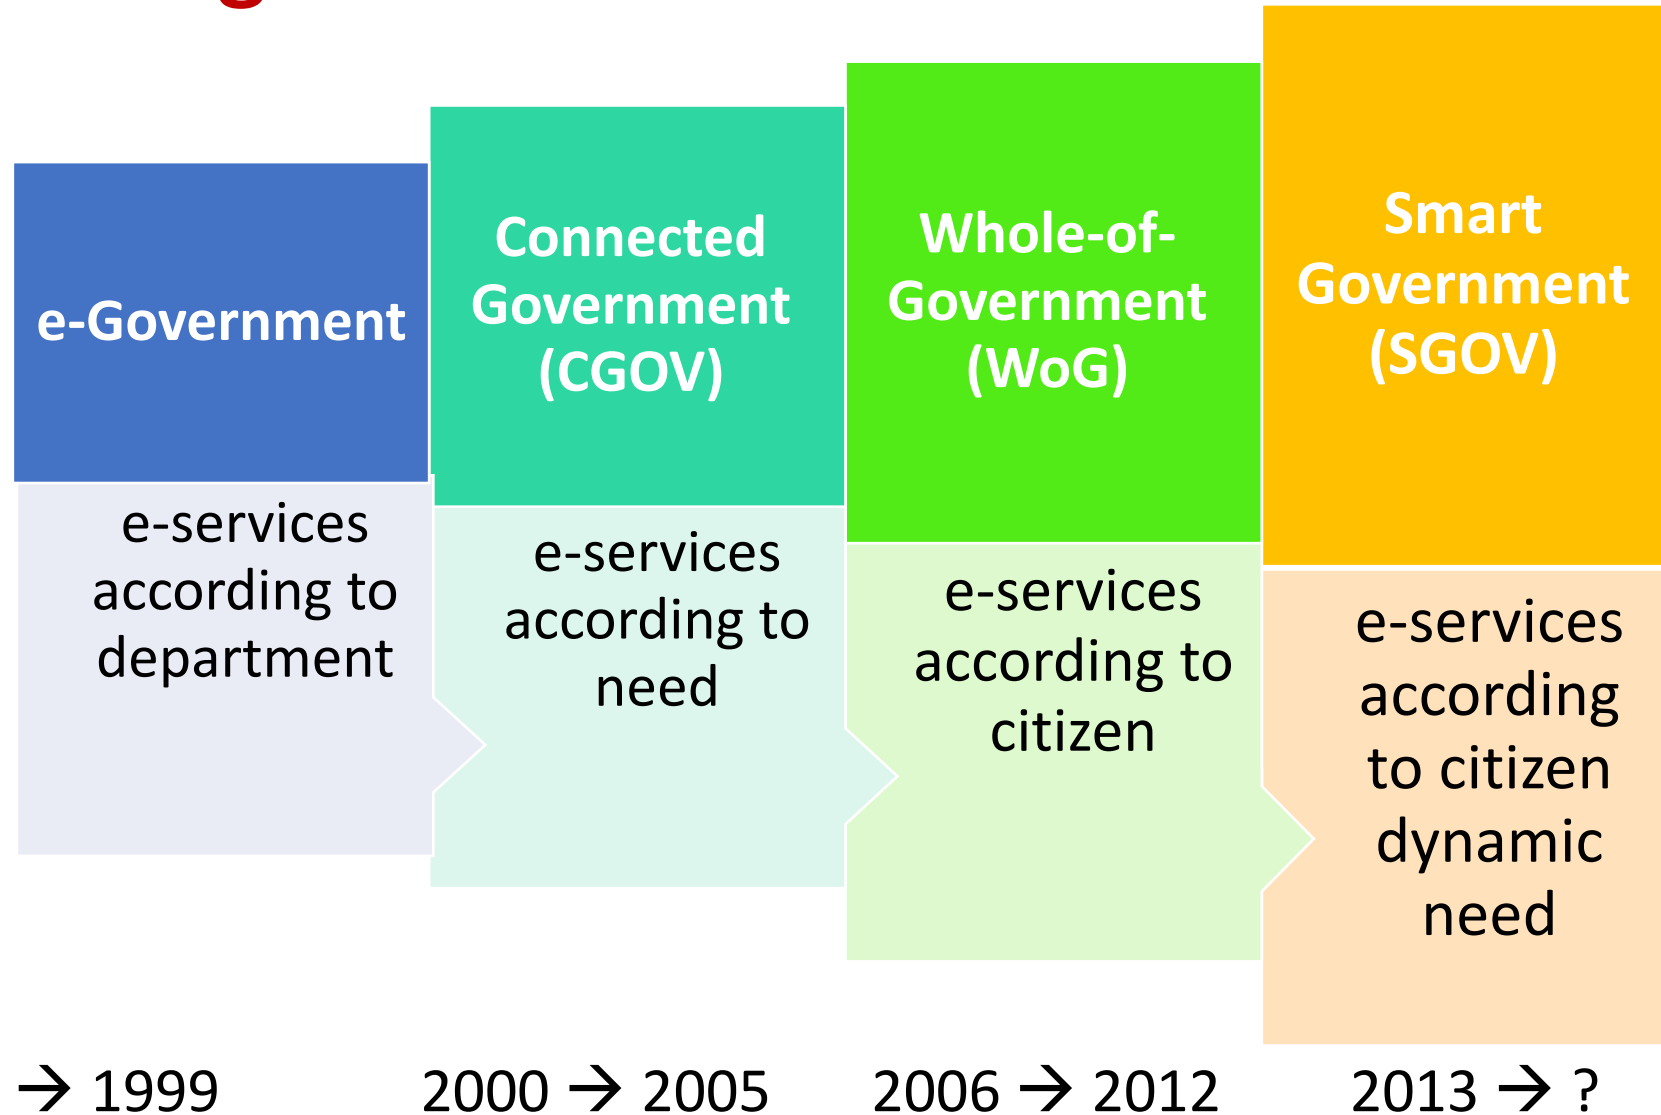 e-Government
e-services
according to
department
→ 1999
Connected
Government
(CGOV)
e-services
according to
need
2000 → 2005
Whole-of-
Government
(WoG)
e-services
according to
citizen
2006 → 2012
Smart
Government
(SGOV)
e-services
according
to citizen
dynamic
need
2013 → ?